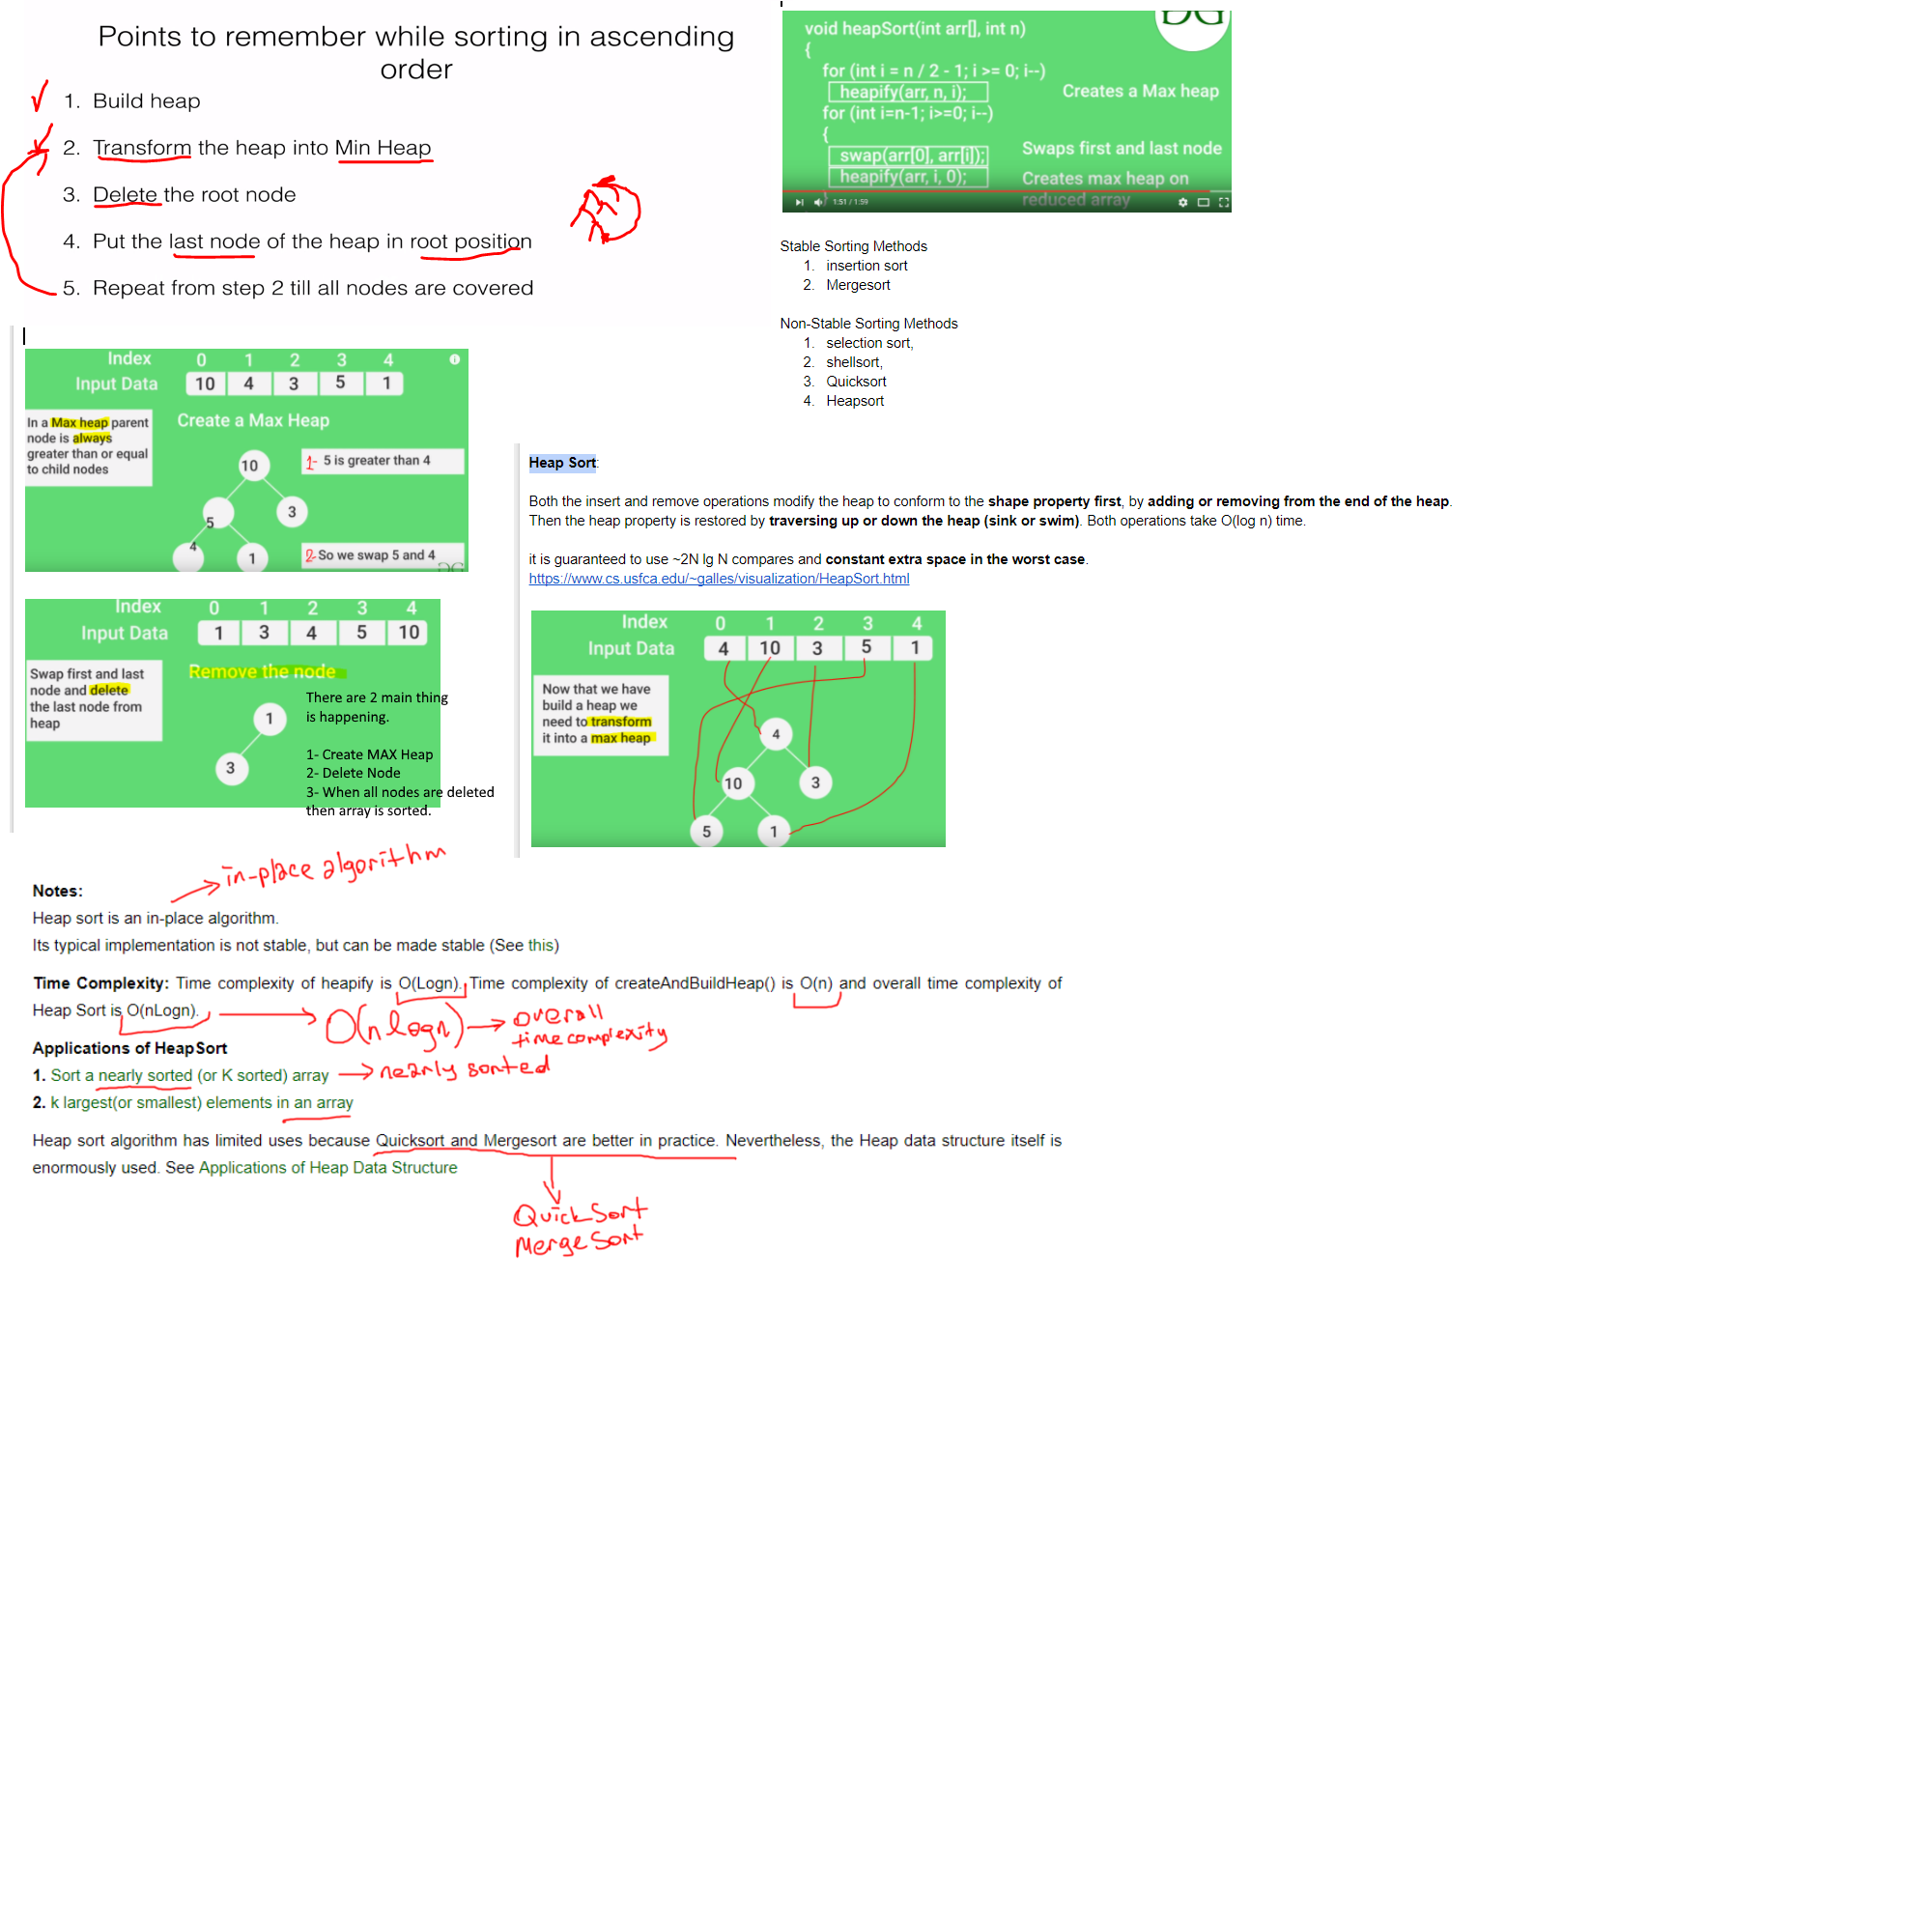 Points to remember while sorting in ascending
order
1. Build heap
2. Transform the heap into Min Heap
3. Delete the root node
4. Put the last node of the heap in root position
5. Repeat from step 2 till all nodes are covered
void heapSort(int arr[], int n)
{
for (int i = n / 2 - 1; i >= 0; i--)
heapify(arr, n, i);
Creates a Max heap
for (int i=n-1; i>=0; i--)
{
swap(arr[0], arr[i]);
Swaps first and last node
heapify(arr, i, 0);
Creates max heap on
reduced array
1:51 / 1:59
Stable Sorting Methods
1. insertion sort
2. Mergesort
Non-Stable Sorting Methods
1. selection sort,
2. shellsort,
3. Quicksort
4. Heapsort
Index 0 1 2 3 4
Input Data 10 4 3 5 1
In a Max heap parent
node is always
greater than or equal
to child nodes
Create a Max Heap
10
1- 5 is greater than 4
5
3
4
1
2- So we swap 5 and 4
Index 0 1 2 3 4
Input Data 1 3 4 5 10
Swap first and last
node and delete
the last node from
heap
Remove the node
1
3
There are 2 main thing
is happening.
1- Create MAX Heap
2- Delete Node
3- When all nodes are deleted
then array is sorted.
Heap Sort:
Both the insert and remove operations modify the heap to conform to the shape property first, by adding or removing from the end of the heap.
Then the heap property is restored by traversing up or down the heap (sink or swim). Both operations take O(log n) time.
it is guaranteed to use ~2N lg N compares and constant extra space in the worst case.
https://www.cs.usfca.edu/~galles/visualization/HeapSort.html
Index 0 1 2 3 4
Input Data 4 10 3 5 1
Now that we have
build a heap we
need to transform
it into a max heap
4
10
3
5
1
in-place algorithm
Notes:
Heap sort is an in-place algorithm.
Its typical implementation is not stable, but can be made stable (See this)
Time Complexity: Time complexity of heapify is O(Logn). Time complexity of createAndBuildHeap() is O(n) and overall time complexity of
Heap Sort is O(nLogn).
O(nlogn) overall
time complexity
Applications of HeapSort
1. Sort a nearly sorted (or K sorted) array
nearly sorted
2. k largest(or smallest) elements in an array
Heap sort algorithm has limited uses because Quicksort and Mergesort are better in practice. Nevertheless, the Heap data structure itself is
enormously used. See Applications of Heap Data Structure
QuickSort
MergeSort